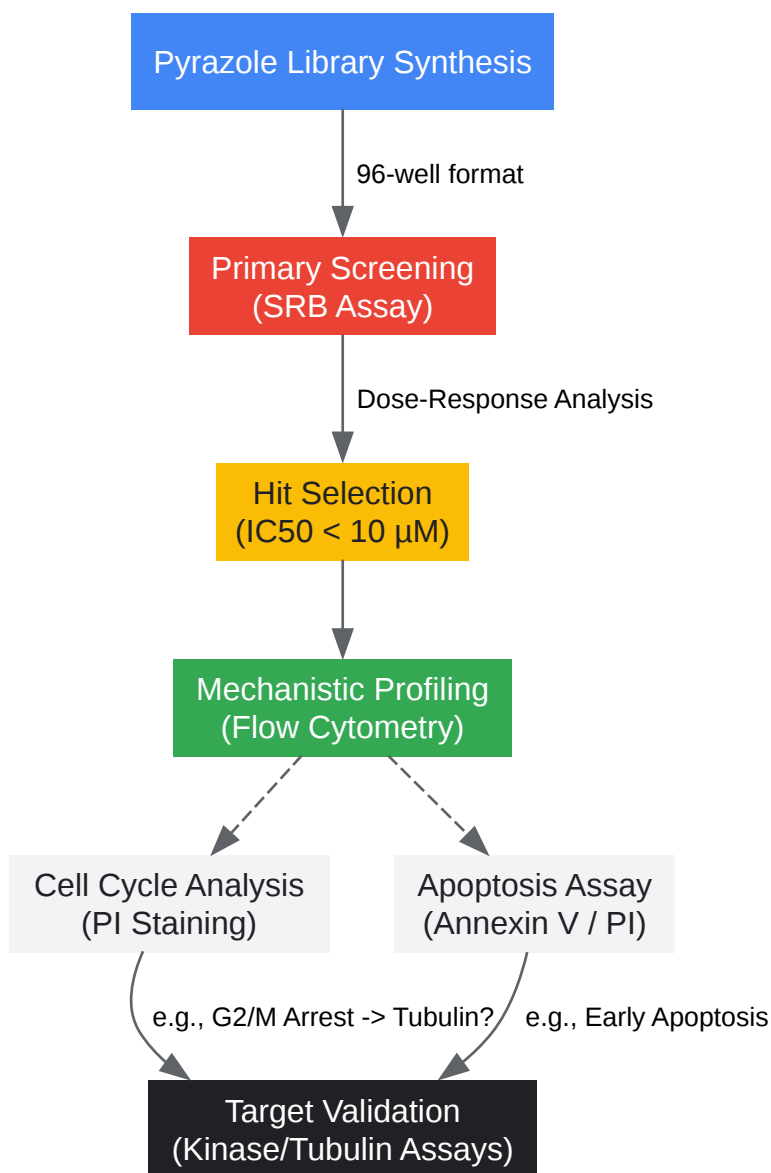 Pyrazole Library Synthesis
96-well format
Primary Screening
(SRB Assay)
Dose-Response Analysis
Hit Selection
(IC50 < 10 µM)
Mechanistic Profiling
(Flow Cytometry)
Cell Cycle Analysis
(PI Staining)
Apoptosis Assay
(Annexin V / PI)
e.g., G2/M Arrest -> Tubulin?
e.g., Early Apoptosis
Target Validation
(Kinase/Tubulin Assays)